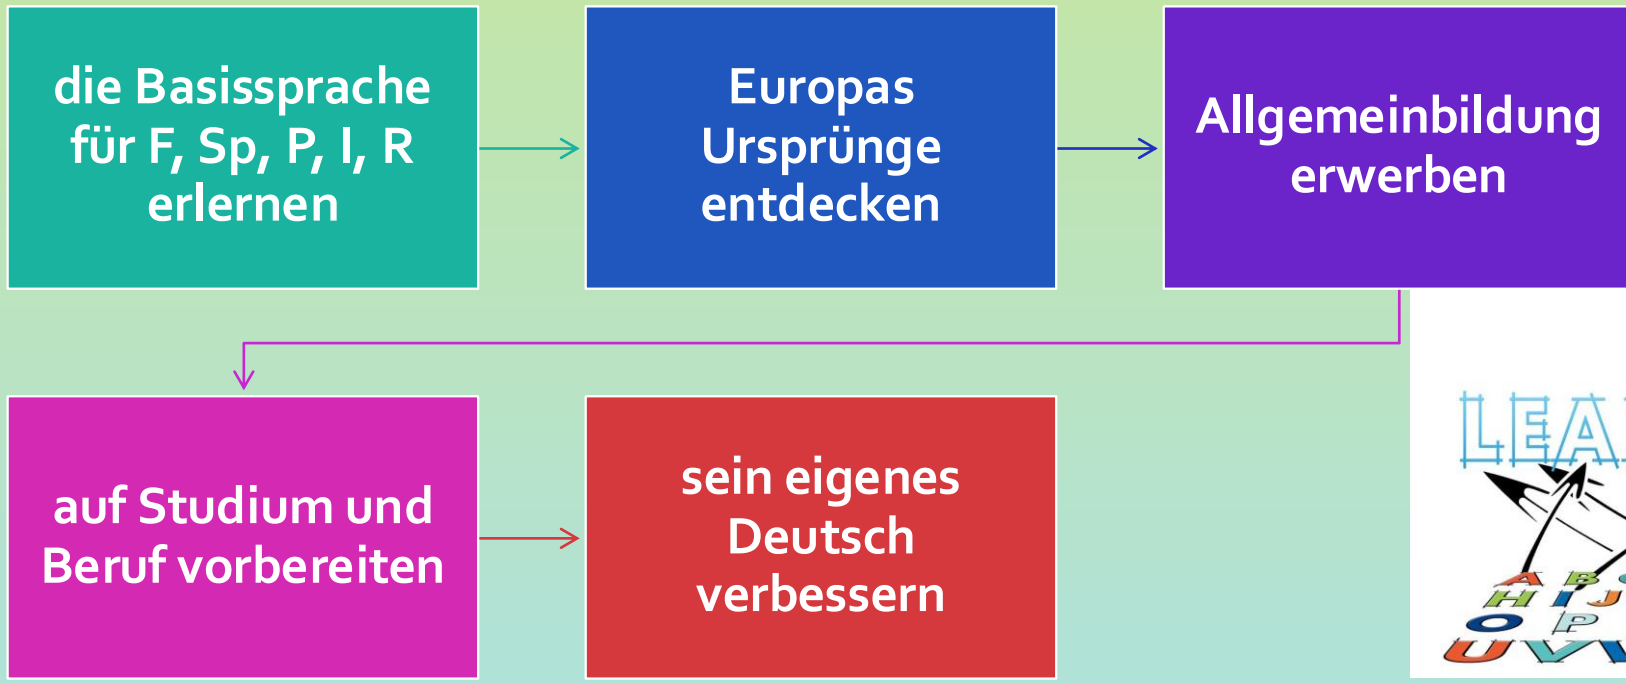 die Basissprache
für F, Sp, P, I, R
erlernen
Europas
Ursprünge
entdecken
Allgemeinbildung
erwerben
auf Studium und
Beruf vorbereiten
sein eigenes
Deutsch
verbessern
LEA
A B
H I J
O P
U V